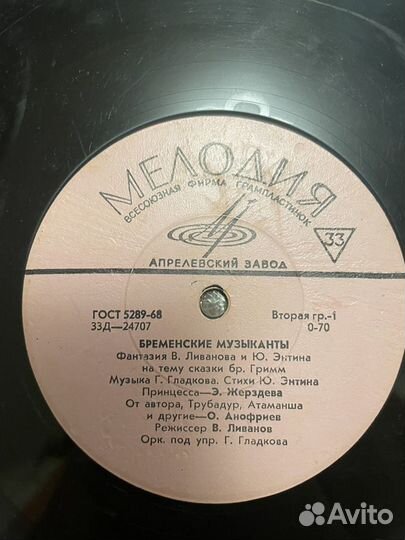 МЕЛОДИЯ
ВСЕСОЮЗНАЯ ФИРМА ГРАМПЛАСТИНОК
33
АПРЕЛЕВСКИЙ ЗАВОД
ГОСТ 5289-68 Вторая гр.-1
33Д—24707 0-70
БРЕМЕНСКИЕ МУЗЫКАНТЫ
Фантазия В. Ливанова и Ю. Энтина
на тему сказки бр. Гримм
Музыка Г. Гладкова. Стихи Ю. Энтина
Принцесса—Э. Жерздева
От автора, Трубадур, Атаманша
и другие—О. Анофриев
Режиссер В. Ливанов
Орк. под упр. Г. Гладкова
Avito